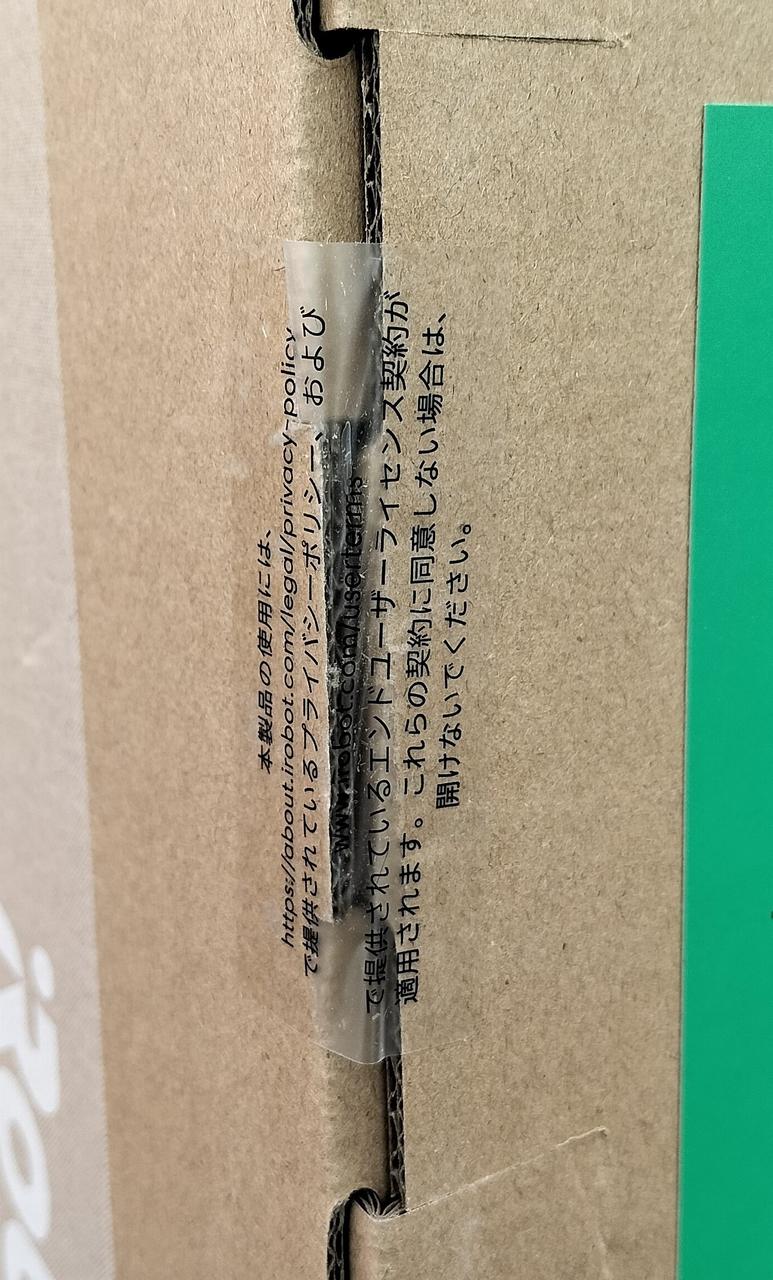 本製品の使用には、
https://about.irobot.com/legal/privacy-policy
で提供されているプライバシーポリシー、および
www.irobot.com/userterms
で提供されているエンドユーザーライセンス契約が
適用されます。これらの契約に同意しない場合は、
開けないでください。
iRob